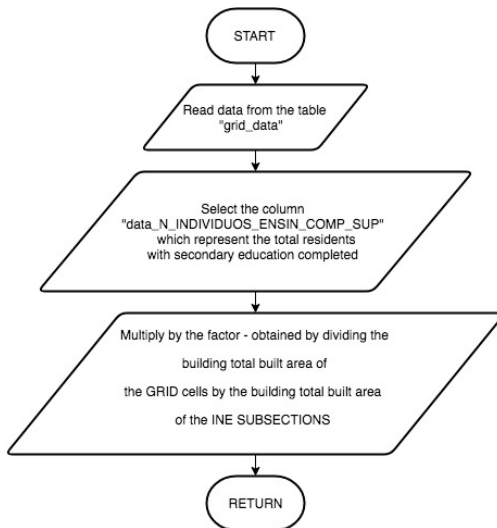 START
Read data from the table
"grid_data"
Select the column
"data_N_INDIVIDUOS_ENSIN_COMP_SUP"
which represent the total residents
with secondary education completed
Multiply by the factor - obtained by dividing the
building total built area of
the GRID cells by the building total built area
of the INE SUBSECTIONS
RETURN